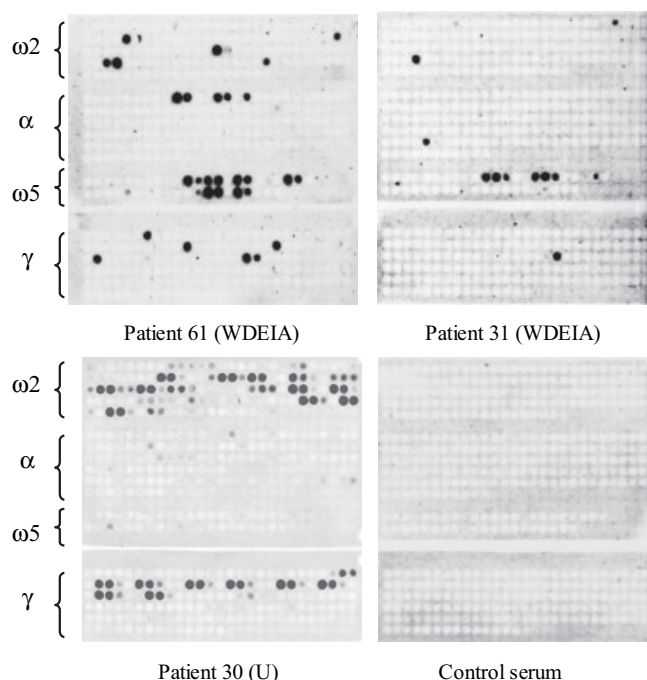 ω2
α
ω5
γ
Patient 61 (WDEIA)
Patient 31 (WDEIA)
ω2
α
ω5
γ
Patient 30 (U)
Control serum